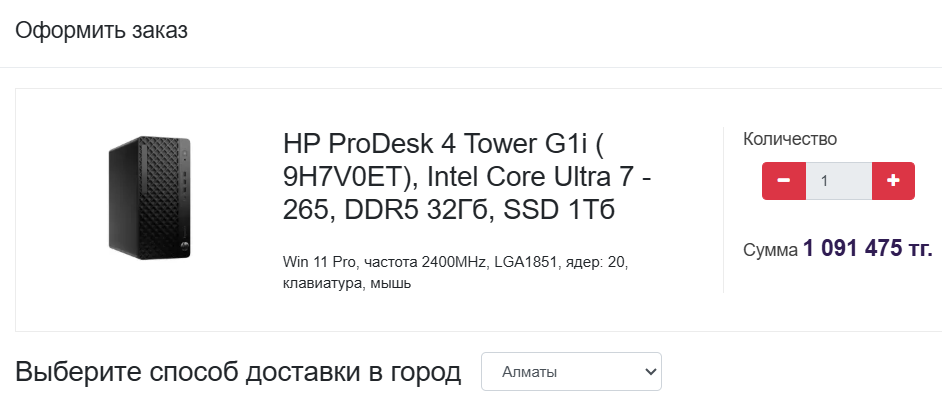 Оформить заказ
HP ProDesk 4 Tower G1i (
9H7V0ET), Intel Core Ultra 7 -
265, DDR5 32Гб, SSD 1Тб
Win 11 Pro, частота 2400MHz, LGA1851, ядер: 20,
клавиатура, мышь
Количество
− 1 +
Сумма 1 091 475 тг.
Выберите способ доставки в город Алматы